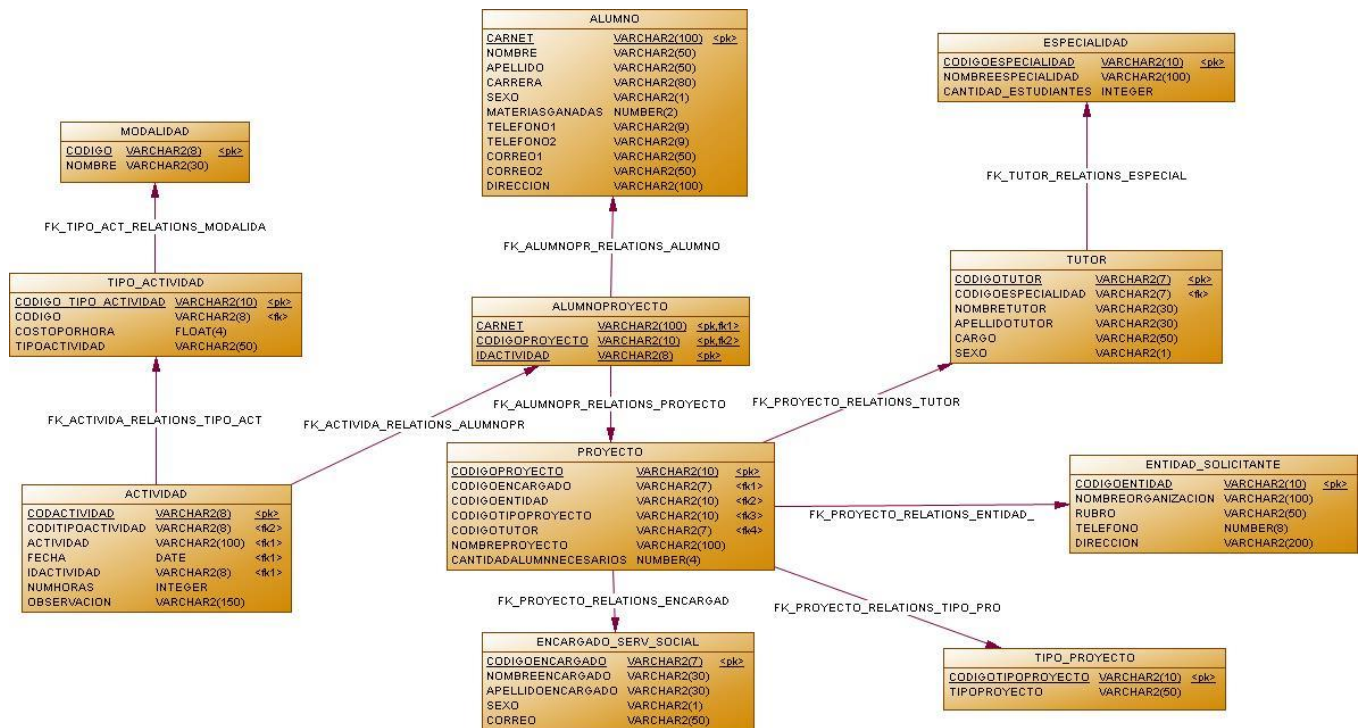 ALUMNO
CARNET VARCHAR2(100) <pk>
NOMBRE VARCHAR2(50)
APELLIDO VARCHAR2(50)
CARRERA VARCHAR2(80)
SEXO VARCHAR2(1)
MATERIASGANADAS NUMBER(2)
TELEFONO1 VARCHAR2(9)
TELEFONO2 VARCHAR2(9)
CORREO1 VARCHAR2(50)
CORREO2 VARCHAR2(50)
DIRECCION VARCHAR2(100)
ESPECIALIDAD
CODIGOESPECIALIDAD VARCHAR2(10) <pk>
NOMBREESPECIALIDAD VARCHAR2(100)
CANTIDAD_ESTUDIANTES INTEGER
MODALIDAD
CODIGO VARCHAR2(8) <pk>
NOMBRE VARCHAR2(30)
FK_TUTOR_RELATIONS_ESPECIAL
FK_TIPO_ACT_RELATIONS_MODALIDA
FK_ALUMNOPR_RELATIONS_ALUMNO
TUTOR
CODIGOTUTOR VARCHAR2(7) <pk>
CODIGOESPECIALIDAD VARCHAR2(7) <fk>
NOMBRETUTOR VARCHAR2(30)
APELLIDOTUTOR VARCHAR2(30)
CARGO VARCHAR2(50)
SEXO VARCHAR2(1)
TIPO_ACTIVIDAD
CODIGO_TIPO_ACTIVIDAD VARCHAR2(10) <pk>
CODIGO VARCHAR2(8) <fk>
COSTOPORHORA FLOAT(4)
TIPOACTIVIDAD VARCHAR2(50)
ALUMNOPROYECTO
CARNET VARCHAR2(100) <pk,fk1>
CODIGOPROYECTO VARCHAR2(10) <pk,fk2>
IDACTIVIDAD VARCHAR2(8) <pk>
FK_ALUMNOPR_RELATIONS_PROYECTO
FK_PROYECTO_RELATIONS_TUTOR
FK_ACTIVIDA_RELATIONS_TIPO_ACT
FK_ACTIVIDA_RELATIONS_ALUMNOPR
PROYECTO
CODIGOPROYECTO VARCHAR2(10) <pk>
CODIGOENCARGADO VARCHAR2(7) <fk1>
CODIGOENTIDAD VARCHAR2(10) <fk2>
CODIGOTIPOPROYECTO VARCHAR2(10) <fk3>
CODIGOTUTOR VARCHAR2(7) <fk4>
NOMBREPROYECTO VARCHAR2(100)
CANTIDADALUMNNECESARIOS NUMBER(4)
ENTIDAD_SOLICITANTE
CODIGOENTIDAD VARCHAR2(10) <pk>
NOMBREORGANIZACION VARCHAR2(100)
RUBRO VARCHAR2(50)
TELEFONO NUMBER(8)
DIRECCION VARCHAR2(200)
ACTIVIDAD
CODACTIVIDAD VARCHAR2(8) <pk>
CODITIPOACTIVIDAD VARCHAR2(8) <fk2>
ACTIVIDAD VARCHAR2(100) <fk1>
FECHA DATE <fk1>
IDACTIVIDAD VARCHAR2(8) <fk1>
NUMHORAS INTEGER
OBSERVACION VARCHAR2(150)
FK_PROYECTO_RELATIONS_ENTIDAD_
FK_PROYECTO_RELATIONS_ENCARGAD
FK_PROYECTO_RELATIONS_TIPO_PRO
ENCARGADO_SERV_SOCIAL
CODIGOENCARGADO VARCHAR2(7) <pk>
NOMBREENCARGADO VARCHAR2(30)
APELLIDOENCARGADO VARCHAR2(30)
SEXO VARCHAR2(1)
CORREO VARCHAR2(50)
TIPO_PROYECTO
CODIGOTIPOPROYECTO VARCHAR2(10) <pk>
TIPOPROYECTO VARCHAR2(50)